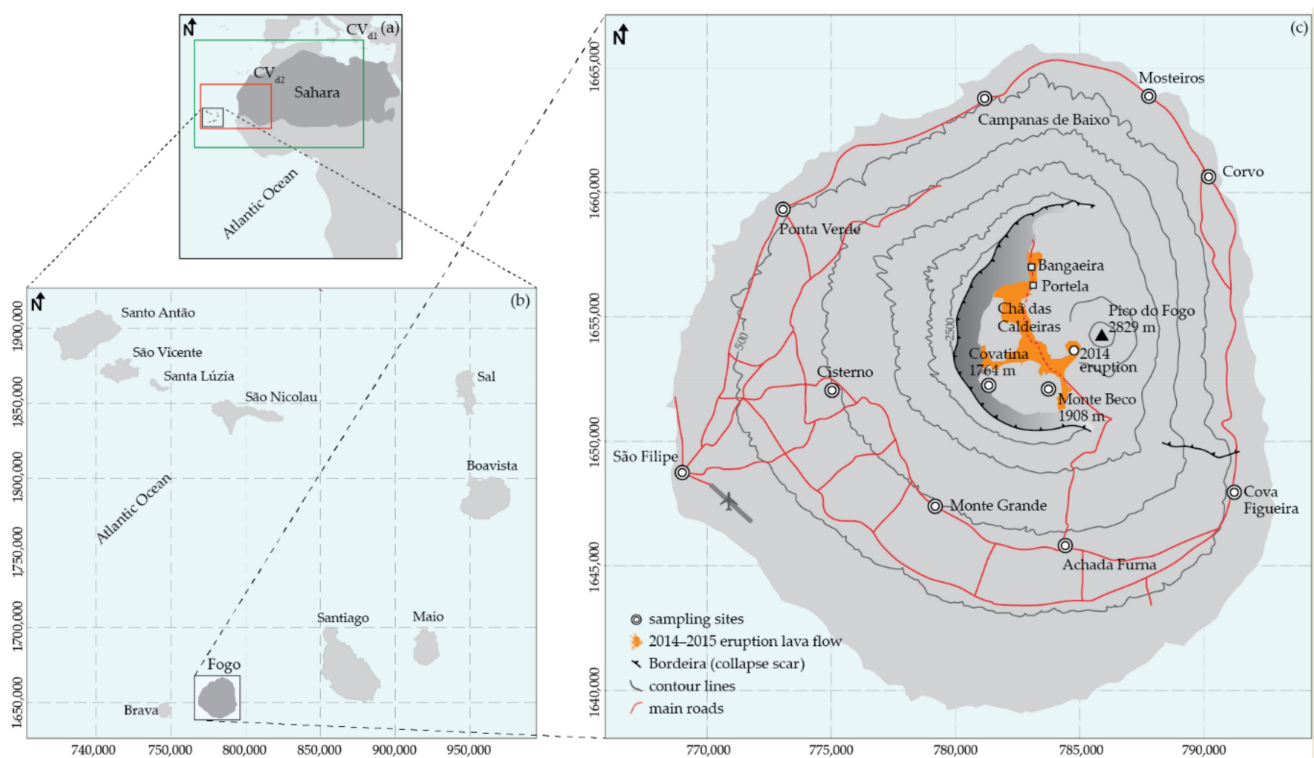 N
CV d1
(a)
CV d2
Sahara
Atlantic Ocean
N
(b)
Santo Antão
São Vicente
Santa Lúzia
São Nicolau
Sal
Boavista
Atlantic Ocean
Santiago
Maio
Fogo
Brava
1900,000
1850,000
1800,000
1750,000
1700,000
1650,000
740,000
750,000
800,000
850,000
900,000
950,000
N
(c)
Mosteiros
Campanas de Baixo
Corvo
Ponta Verde
Bangaeira
Portela
Chã das
Caldeiras
Pico do Fogo
2829 m
2500
500
Covatina
1764 m
2014
eruption
Cisterno
Monte Beco
1908 m
São Filipe
Monte Grande
Cova
Figueira
Achada Furna
sampling sites
2014–2015 eruption lava flow
Bordeira (collapse scar)
contour lines
main roads
1665,000
1660,000
1655,000
1650,000
1645,000
1640,000
770,000
775,000
780,000
785,000
790,000